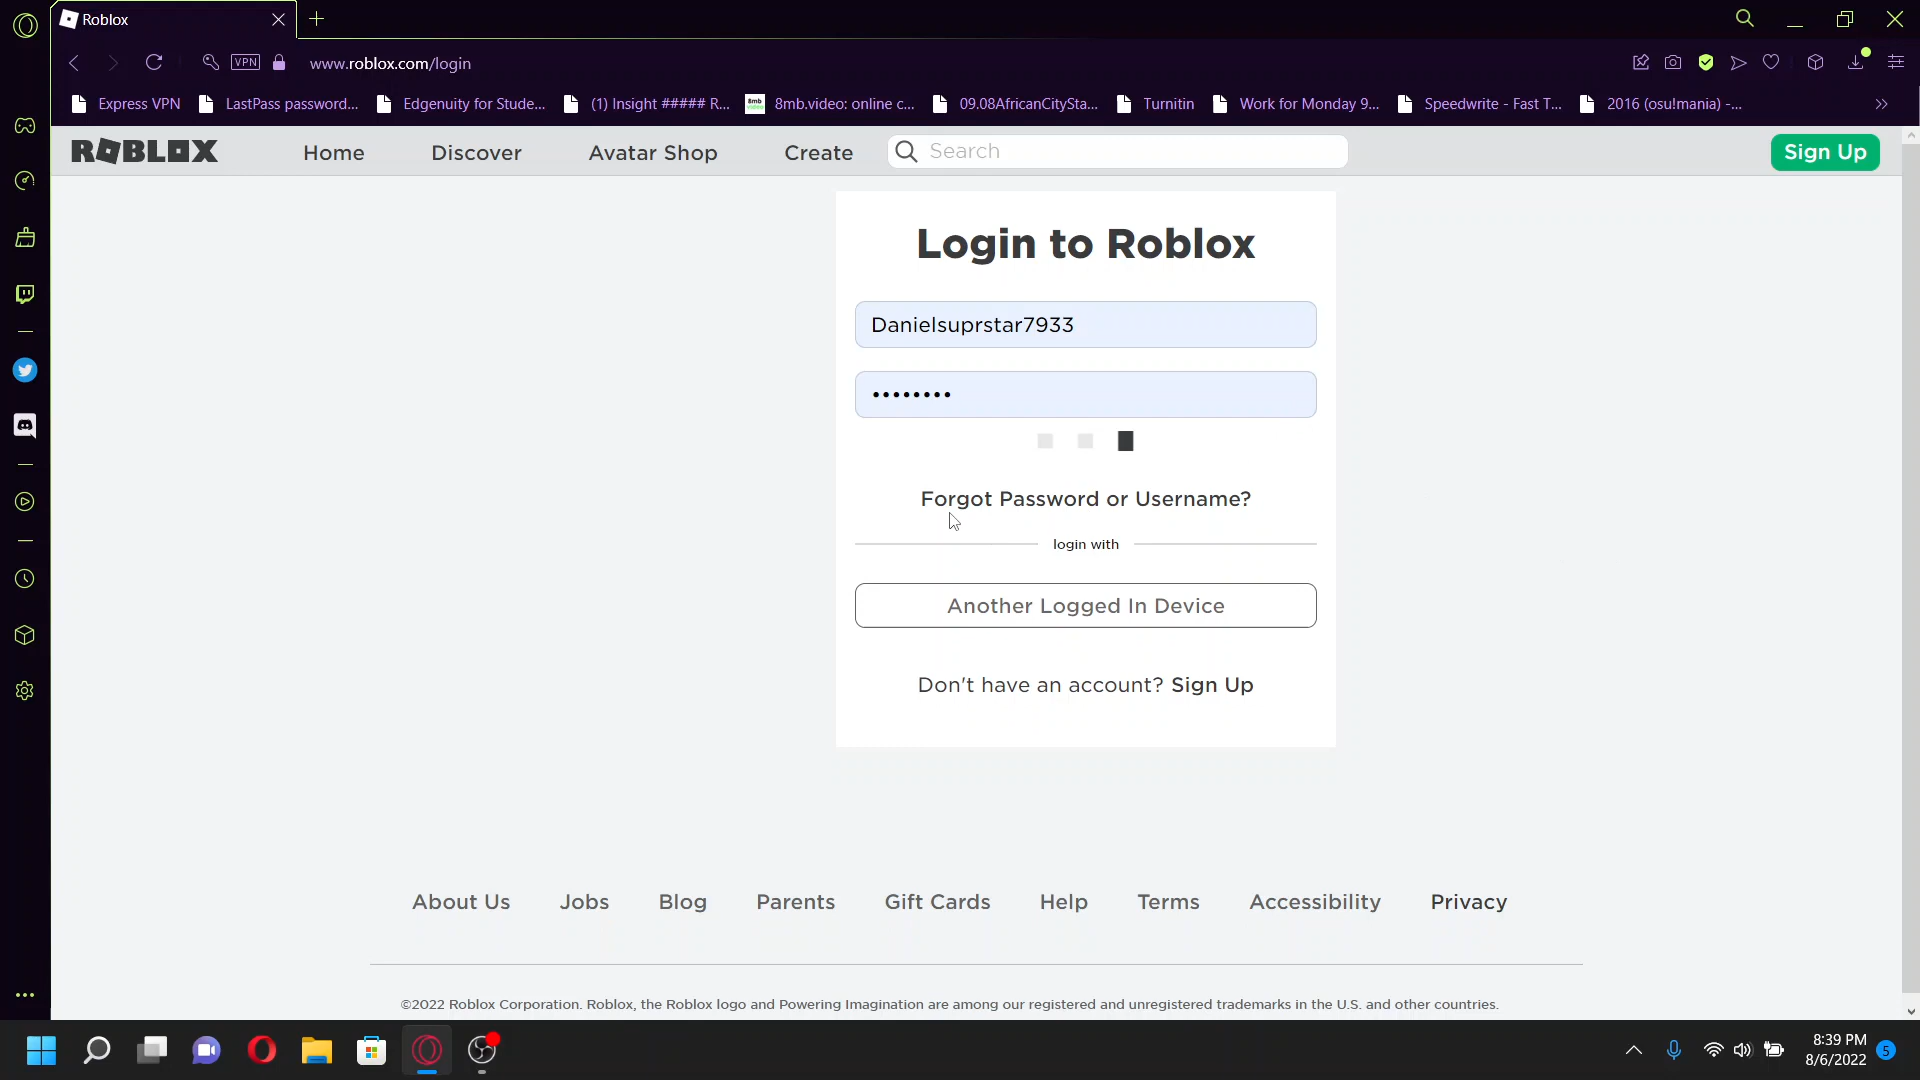 Roblox
VPN
www.roblox.com/login
Express VPN
LastPass password...
Edgenuity for Stude...
(1) Insight ##### R...
8mb video
8mb.video: online c...
09.08AfricanCitySta...
Turnitin
Work for Monday 9...
Speedwrite - Fast T...
2016 (osu!mania) -...
ROBLOX
Home
Discover
Avatar Shop
Create
Search
Sign Up
Login to Roblox
Danielsuprstar7933
••••••••
Forgot Password or Username?
login with
Another Logged In Device
Don't have an account? Sign Up
About Us
Jobs
Blog
Parents
Gift Cards
Help
Terms
Accessibility
Privacy
©2022 Roblox Corporation. Roblox, the Roblox logo and Powering Imagination are among our registered and unregistered trademarks in the U.S. and other countries.
8:39 PM
8/6/2022
5